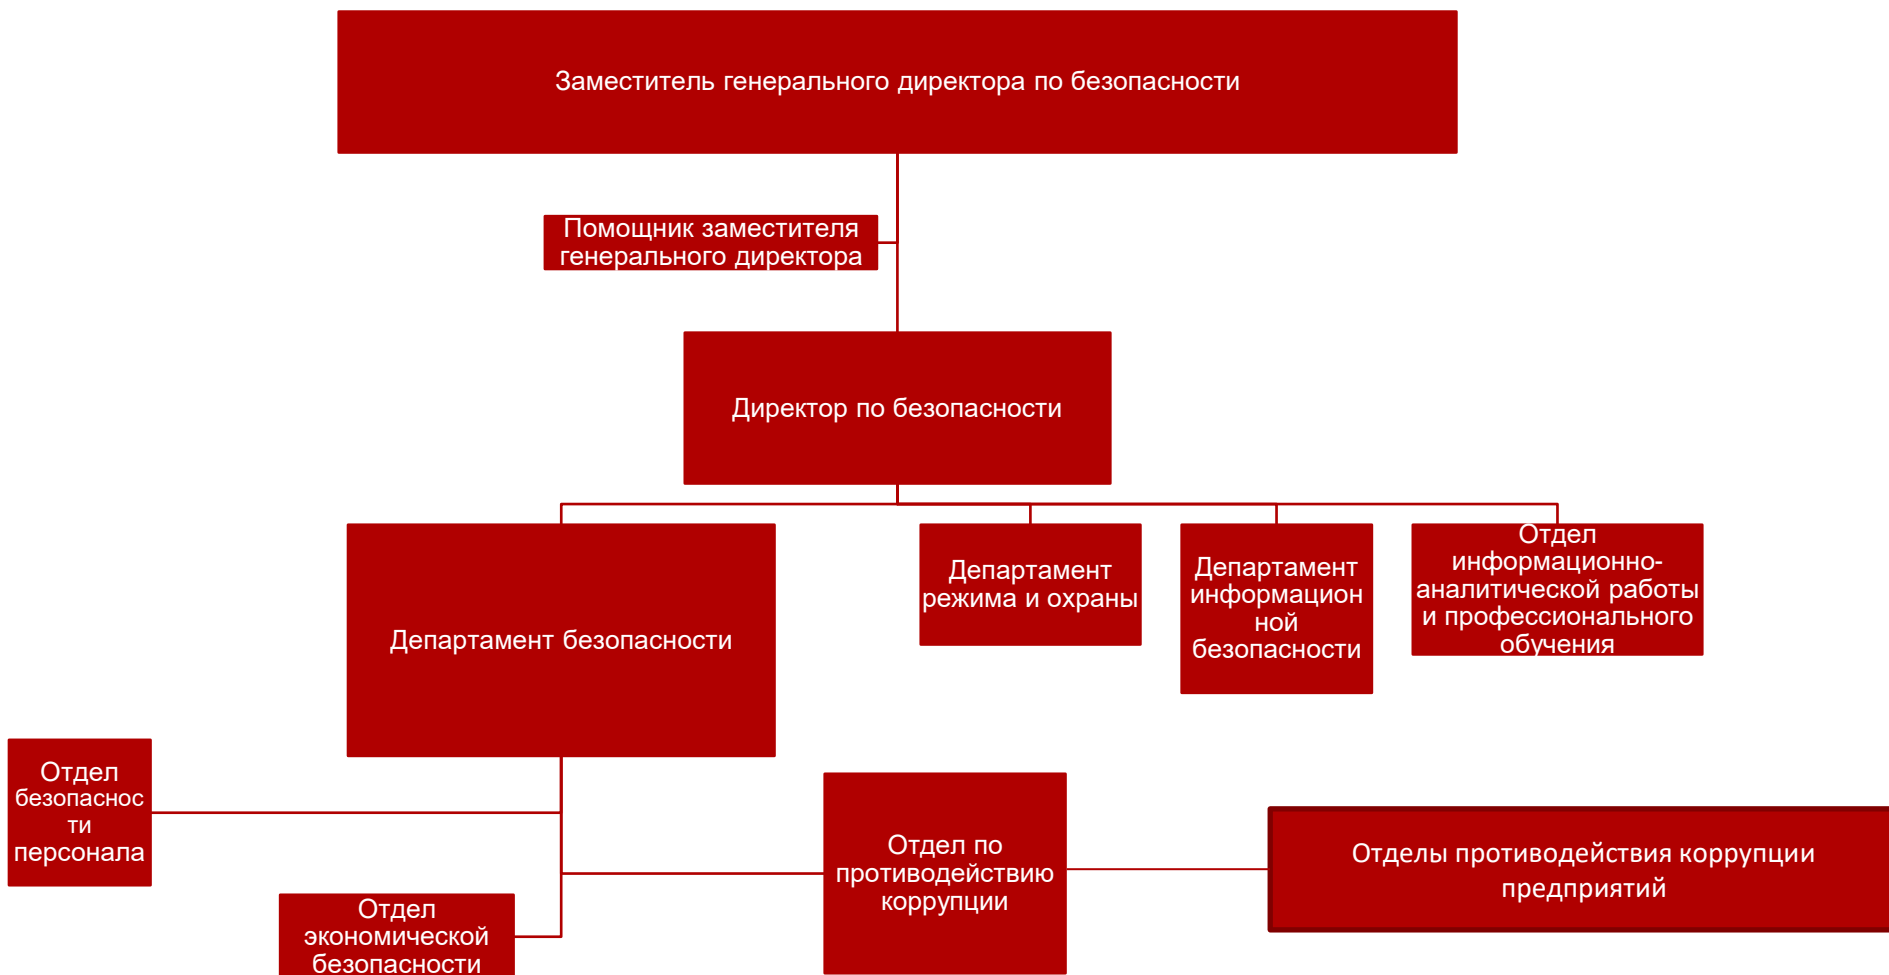 Заместитель генерального директора по безопасности
Помощник заместителя
генерального директора
Директор по безопасности
Департамент безопасности
Департамент
режима и охраны
Департамент
информацион
ной
безопасности
Отдел
информационно-
аналитической работы
и профессионального
обучения
Отдел
безопаснос
ти
персонала
Отдел
экономической
безопасности
Отдел по
противодействию
коррупции
Отделы противодействия коррупции
предприятий